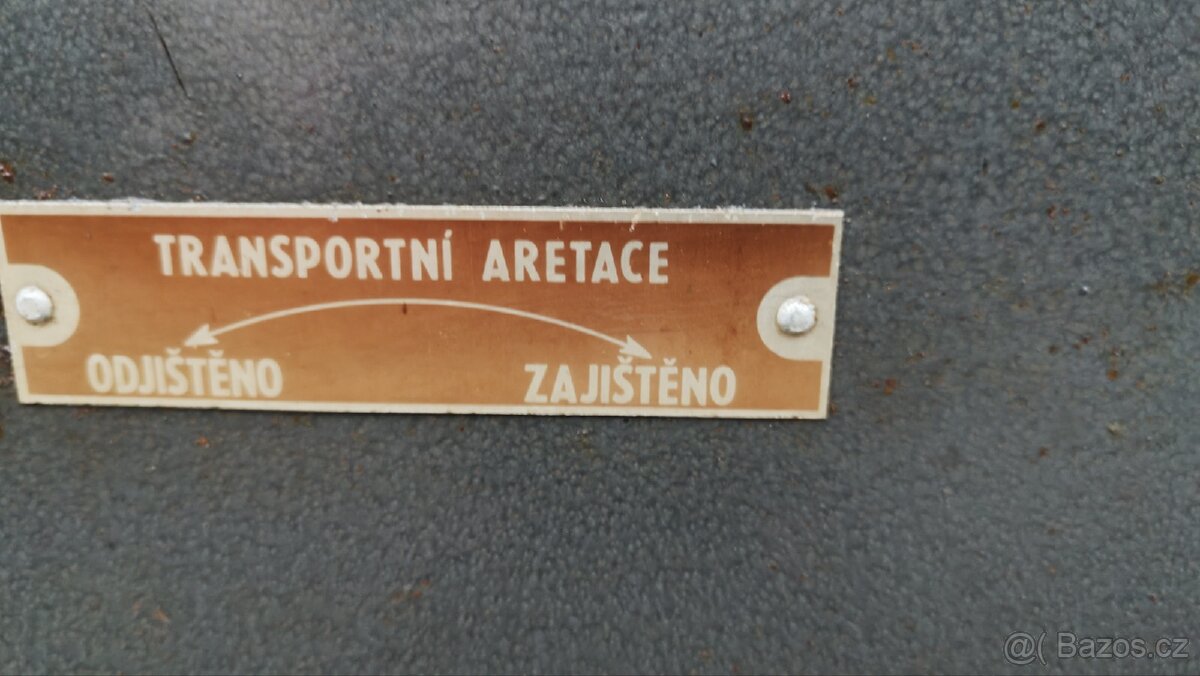 TRANSPORTNÍ ARETACE
ODJIŠTĚNO ZAJIŠTĚNO
@( Bazos.cz